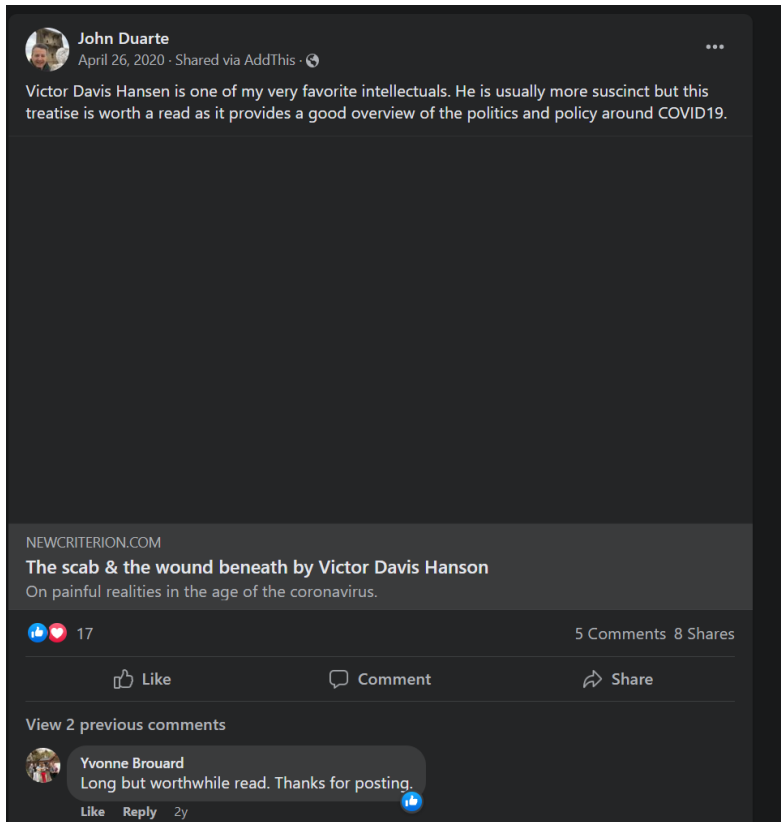 John Duarte
April 26, 2020 · Shared via AddThis ·
Victor Davis Hansen is one of my very favorite intellectuals. He is usually more suscinct but this
treatise is worth a read as it provides a good overview of the politics and policy around COVID19.
NEWCRITERION.COM
The scab & the wound beneath by Victor Davis Hanson
On painful realities in the age of the coronavirus.
17 5 Comments 8 Shares
Like Comment Share
View 2 previous comments
Yvonne Brouard
Long but worthwhile read. Thanks for posting.
Like Reply 2y